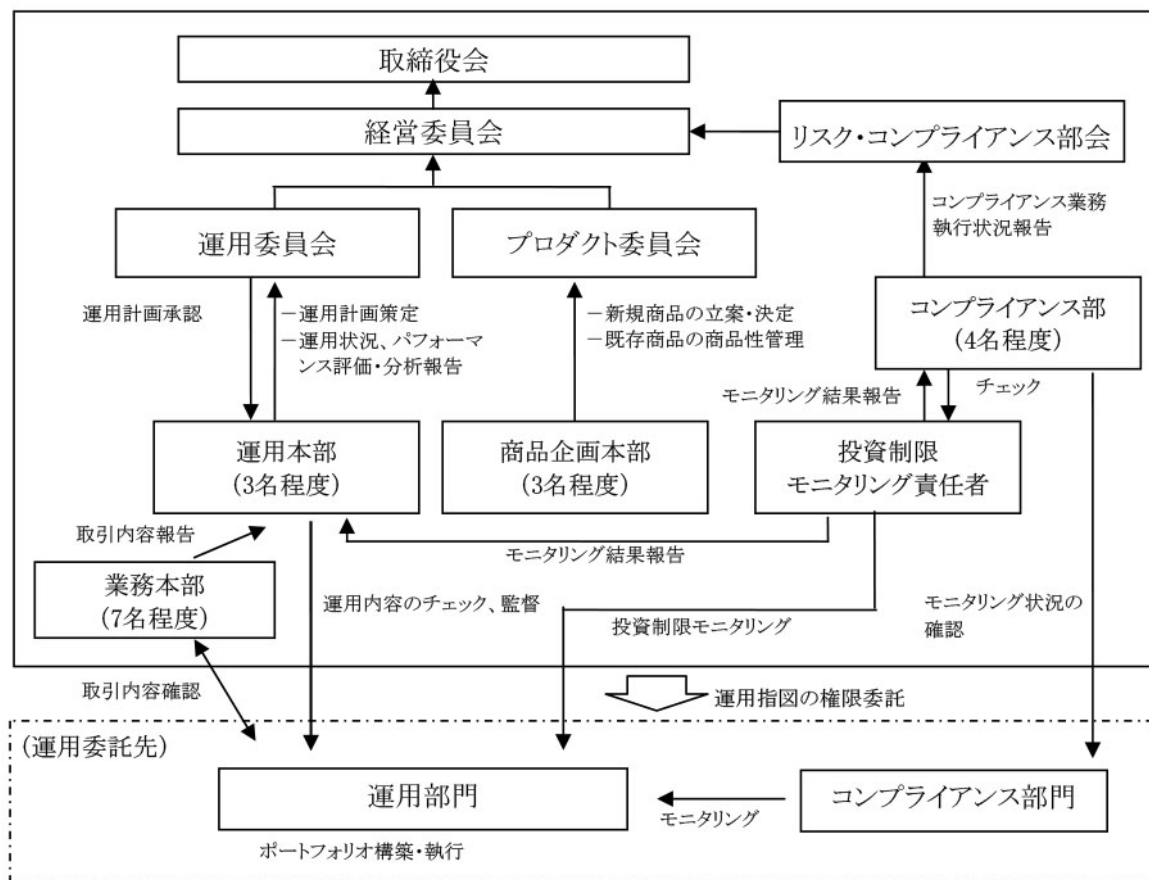 取締役会
経営委員会
リスク・コンプライアンス部会
コンプライアンス業務
執行状況報告
運用委員会
プロダクト委員会
運用計画承認
－運用計画策定
－運用状況、パフォーマ
ンス評価・分析報告
－新規商品の立案・決定
－既存商品の商品性管理
コンプライアンス部
(4名程度)
モニタリング結果報告
チェック
運用本部
(3名程度)
商品企画本部
(3名程度)
投資制限
モニタリング責任者
取引内容報告
モニタリング結果報告
業務本部
(7名程度)
運用内容のチェック、監督
投資制限モニタリング
モニタリング状況の
確認
取引内容確認
運用指図の権限委託
(運用委託先)
運用部門
コンプライアンス部門
モニタリング
ポートフォリオ構築・執行